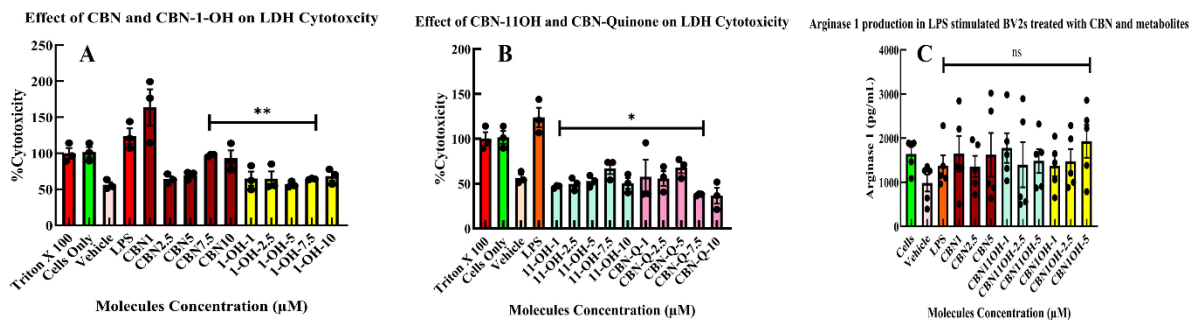 Effect of CBN and CBN-1-OH on LDH Cytotoxcity
A
**
%Cytotoxicity
250
200
150
100
50
0
Triton X 100
Cells Only
Vehicle
LPS
CBN1
CBN2.5
CBN5
CBN7.5
CBN10
1-OH-1
1-OH-2.5
1-OH-5
1-OH-7.5
1-OH-10
Molecules Concentration (µM)
Effect of CBN-11OH and CBN-Quinone on LDH Cytotoxicity
B
*
%Cytotoxicity
200
150
100
50
0
Triton X 100
Cells Only
Vehicle
LPS
11-OH-1
11-OH-2.5
11-OH-5
11-OH-7.5
11-OH-10
CBN-Q-1
CBN-Q-2.5
CBN-Q-5
CBN-Q-7.5
CBN-Q-10
Molecules Concentration (µM)
Arginase 1 production in LPS stimulated BV2s treated with CBN and metabolites
C
ns
Arginase 1 (pg/mL)
4000
3000
2000
1000
0
Cells
Vehicle
LPS
CBN1
CBN2.5
CBN5
CBN11OH-1
CBN11OH-2.5
CBN11OH-5
CBN1OH-1
CBN1OH-2.5
CBN1OH-5
Molecules Concentration (µM)